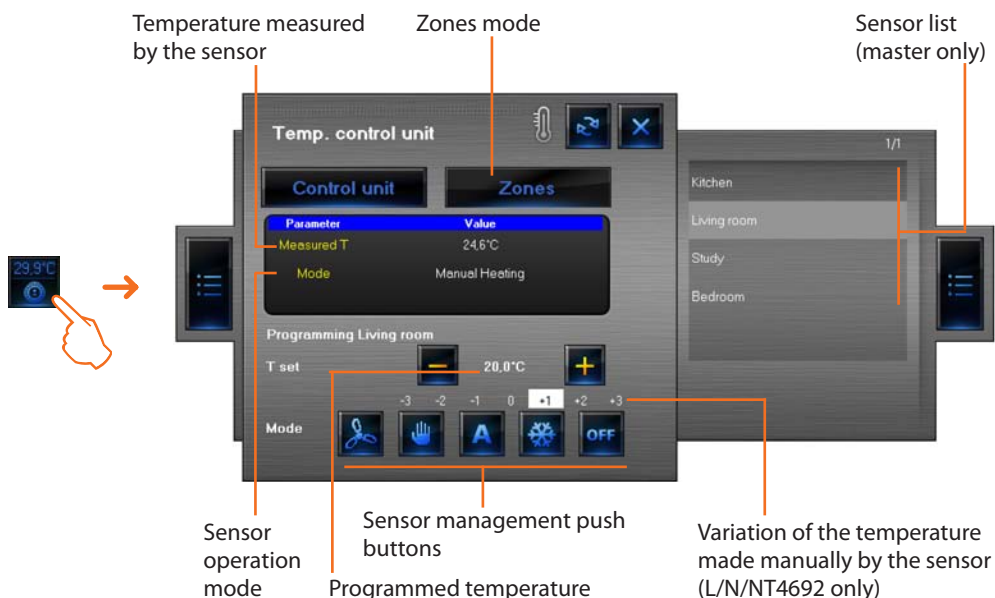 Temperature measured
by the sensor
Zones mode
Sensor list
(master only)
Temp. control unit
1/1
Control unit
Zones
Kitchen
Living room
Study
Bedroom
Parameter Value
Measured T 24,6°C
Mode Manual Heating
29,9°C
Programming Living room
T set 20,0°C
-3 -2 -1 0 +1 +2 +3
Mode
A
OFF
Sensor
operation
mode
Sensor management push
buttons
Programmed temperature
Variation of the temperature
made manually by the sensor
(L/N/NT4692 only)